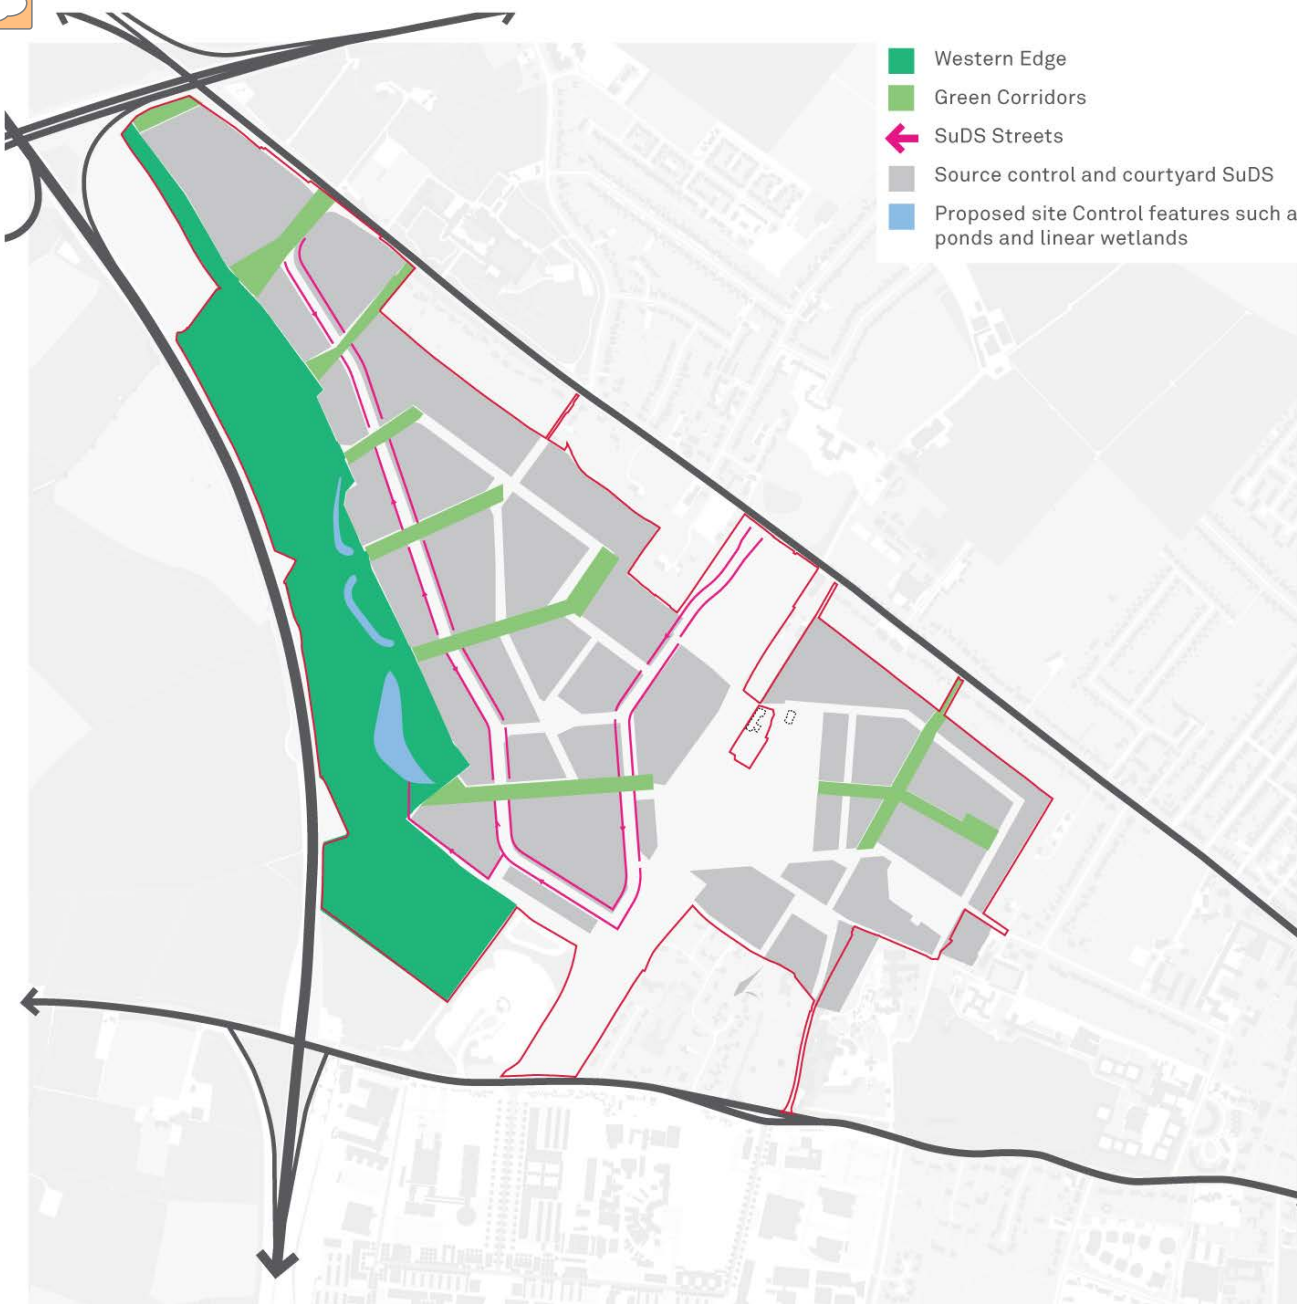 Western Edge
Green Corridors
SuDS Streets
Source control and courtyard SuDS
Proposed site Control features such a
ponds and linear wetlands